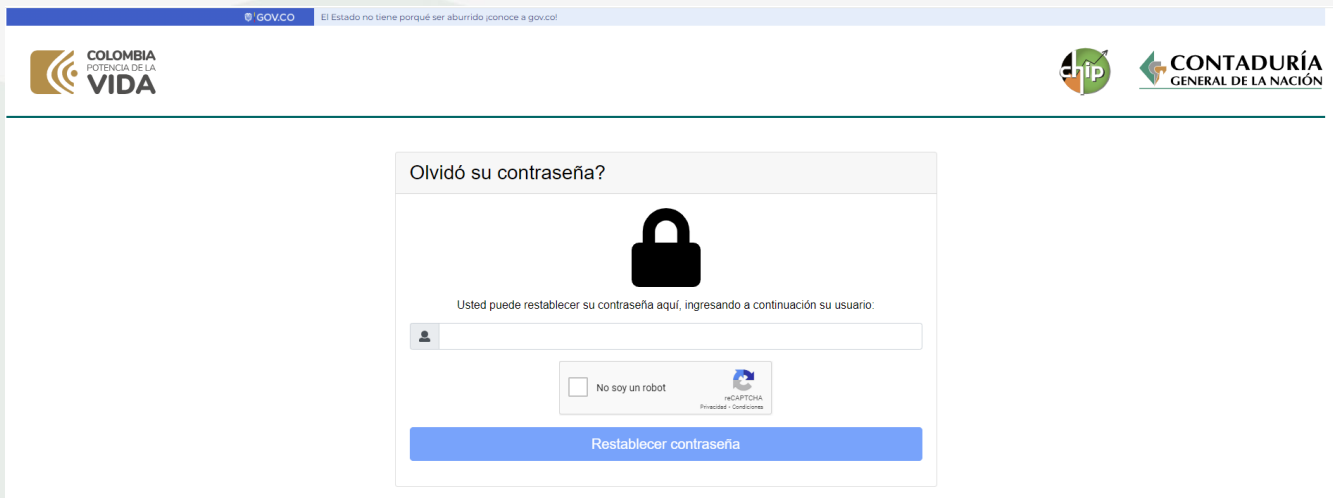 GOV.CO El Estado no tiene porqué ser aburrido ¡conoce a gov.co!
COLOMBIA
POTENCIA DE LA
VIDA
chip
CONTADURÍA
GENERAL DE LA NACIÓN
Olvidó su contraseña?
Usted puede restablecer su contraseña aquí, ingresando a continuación su usuario:
No soy un robot
reCAPTCHA
Privacidad - Condiciones
Restablecer contraseña